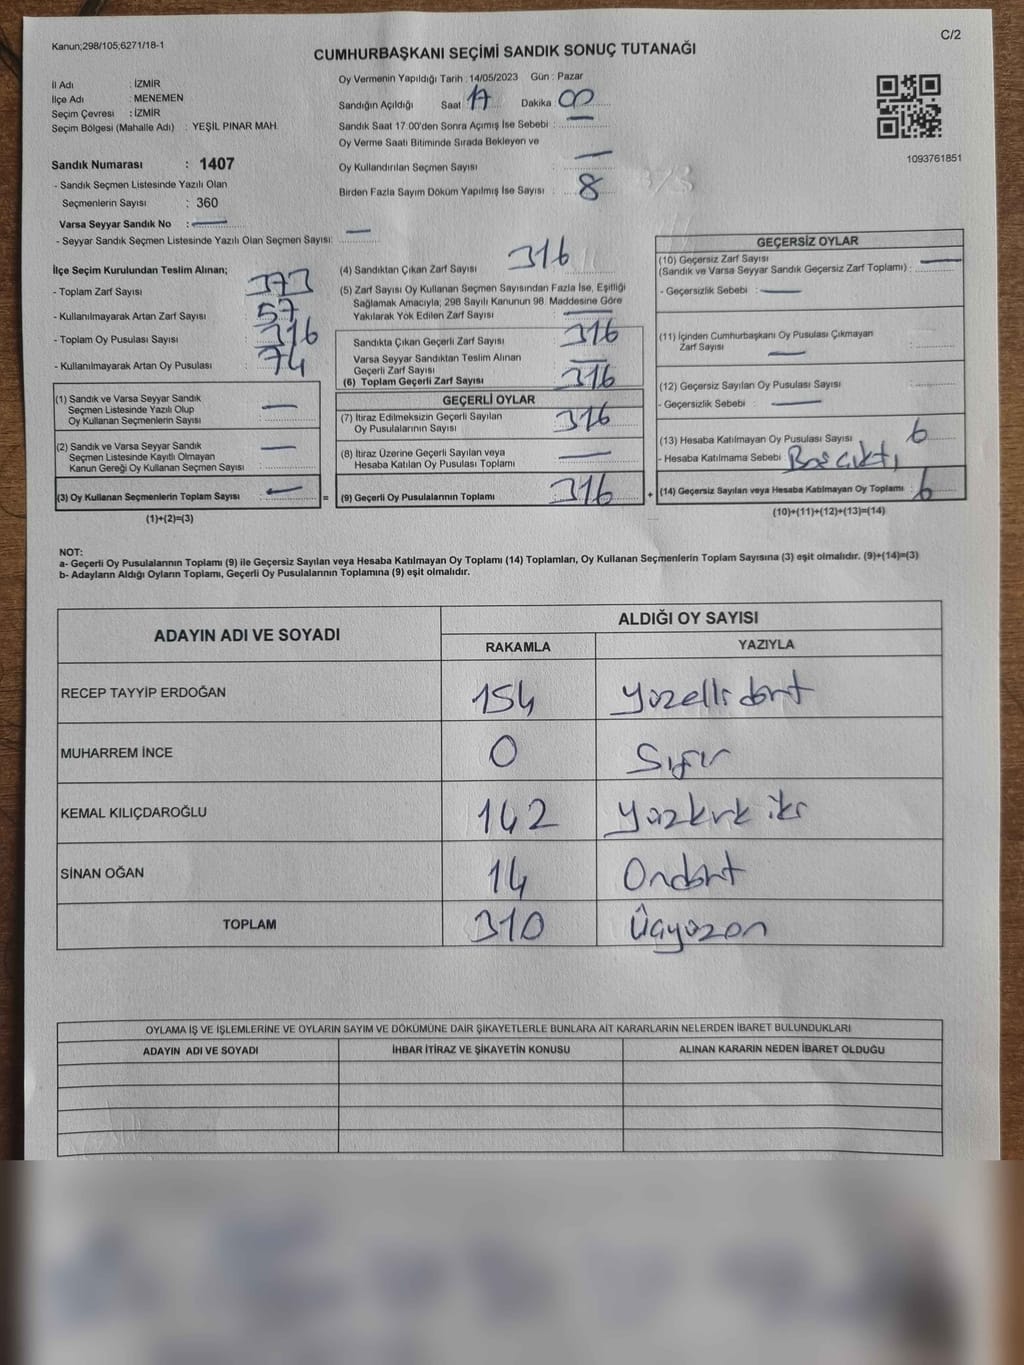 Kanun;298/105;6271/18-1
C/2
CUMHURBAŞKANI SEÇİMİ SANDIK SONUÇ TUTANAĞI
İl Adı : İZMİR
İlçe Adı : MENEMEN
Seçim Çevresi : İZMİR
Seçim Bölgesi (Mahalle Adı) : YEŞİL PINAR MAH.
Sandık Numarası : 1407
- Sandık Seçmen Listesinde Yazılı Olan
Seçmenlerin Sayısı : 360
Varsa Seyyar Sandık No : —
- Seyyar Sandık Seçmen Listesinde Yazılı Olan Seçmen Sayısı: —
Oy Vermenin Yapıldığı Tarih : 14/05/2023 Gün : Pazar
Sandığın Açıldığı Saat 17 Dakika 00
Sandık Saat 17:00'den Sonra Açımış İse Sebebi : —
Oy Verme Saati Bitiminde Sırada Bekleyen ve
Oy Kullandırılan Seçmen Sayısı : —
Birden Fazla Sayım Döküm Yapılmış İse Sayısı : 8
1093761851
İlçe Seçim Kurulundan Teslim Alınan;
- Toplam Zarf Sayısı : 373
- Kullanılmayarak Artan Zarf Sayısı : 57
- Toplam Oy Pusulası Sayısı : 316
- Kullanılmayarak Artan Oy Pusulası : 74
(1) Sandık ve Varsa Seyyar Sandık
Seçmen Listesinde Yazılı Olup
Oy Kullanan Seçmenlerin Sayısı : —
(2) Sandık ve Varsa Seyyar Sandık
Seçmen Listesinde Kayıtlı Olmayan
Kanun Gereği Oy Kullanan Seçmen Sayısı : —
(3) Oy Kullanan Seçmenlerin Toplam Sayısı : —
(1)+(2)=(3)
=
(4) Sandıktan Çıkan Zarf Sayısı : 316
(5) Zarf Sayısı Oy Kullanan Seçmen Sayısından Fazla İse, Eşitliği
Sağlamak Amacıyla; 298 Sayılı Kanunun 98. Maddesine Göre
Yakılarak Yok Edilen Zarf Sayısı : —
Sandıkta Çıkan Geçerli Zarf Sayısı : 316
Varsa Seyyar Sandıktan Teslim Alınan
Geçerli Zarf Sayısı : —
(6) Toplam Geçerli Zarf Sayısı : 316
GEÇERLİ OYLAR
(7) İtiraz Edilmeksizin Geçerli Sayılan
Oy Pusulalarının Sayısı : 316
(8) İtiraz Üzerine Geçerli Sayılan veya
Hesaba Katılan Oy Pusulası Toplamı : —
(9) Geçerli Oy Pusulalarının Toplamı : 316
+
GEÇERSİZ OYLAR
(10) Geçersiz Zarf Sayısı
(Sandık ve Varsa Seyyar Sandık Geçersiz Zarf Toplamı) : —
- Geçersizlik Sebebi : —
(11) İçinden Cumhurbaşkanı Oy Pusulası Çıkmayan
Zarf Sayısı : —
(12) Geçersiz Sayılan Oy Pusulası Sayısı :
- Geçersizlik Sebebi : —
(13) Hesaba Katılmayan Oy Pusulası Sayısı : 6
- Hesaba Katılmama Sebebi : Boş çıktı
(14) Geçersiz Sayılan veya Hesaba Katılmayan Oy Toplamı : 6
(10)+(11)+(12)+(13)=(14)
NOT:
a- Geçerli Oy Pusulalarının Toplamı (9) ile Geçersiz Sayılan veya Hesaba Katılmayan Oy Toplamı (14) Toplamları, Oy Kullanan Seçmenlerin Toplam Sayısına (3) eşit olmalıdır. (9)+(14)=(3)
b- Adayların Aldığı Oyların Toplamı, Geçerli Oy Pusulalarının Toplamına (9) eşit olmalıdır.
ADAYIN ADI VE SOYADI ALDIĞI OY SAYISI
RAKAMLA YAZIYLA
RECEP TAYYİP ERDOĞAN 154 Yüzellidört
MUHARREM İNCE 0 Sıfır
KEMAL KILIÇDAROĞLU 142 Yüzkırk iki
SİNAN OĞAN 14 Ondört
TOPLAM 310 Üçyüzon
OYLAMA İŞ VE İŞLEMLERİNE VE OYLARIN SAYIM VE DÖKÜMÜNE DAİR ŞİKAYETLERLE BUNLARA AİT KARARLARIN NELERDEN İBARET BULUNDUKLARI
ADAYIN ADI VE SOYADI İHBAR İTİRAZ VE ŞİKAYETİN KONUSU ALINAN KARARIN NEDEN İBARET OLDUĞU